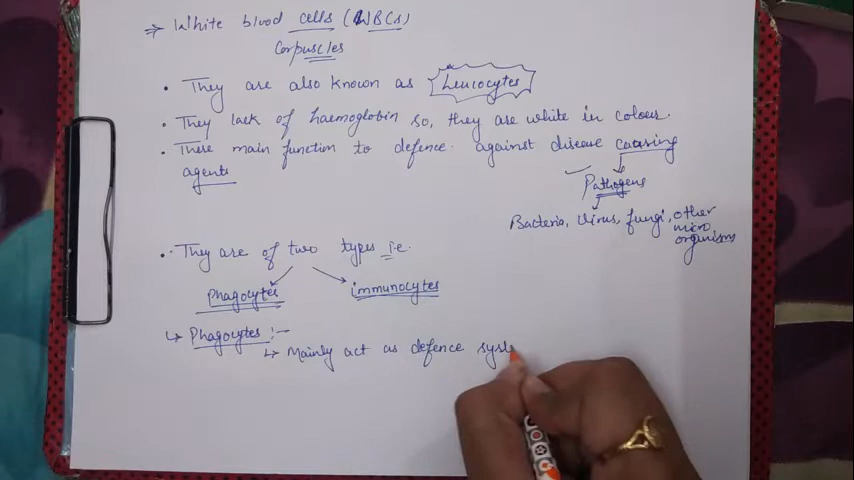 ⇒ White blood cells (WBCs)
Corpuscles
• They are also known as Leucocytes
• They lack of haemoglobin so, they are white in colour.
• There main function to defence against disease causing
agents
Pathogens
Bacteria, Virus, fungi, other
micro
organisms
• They are of two types i.e.
Phagocytes immunocytes
↳ Phagocytes :-
↳ Mainly act as defence syste